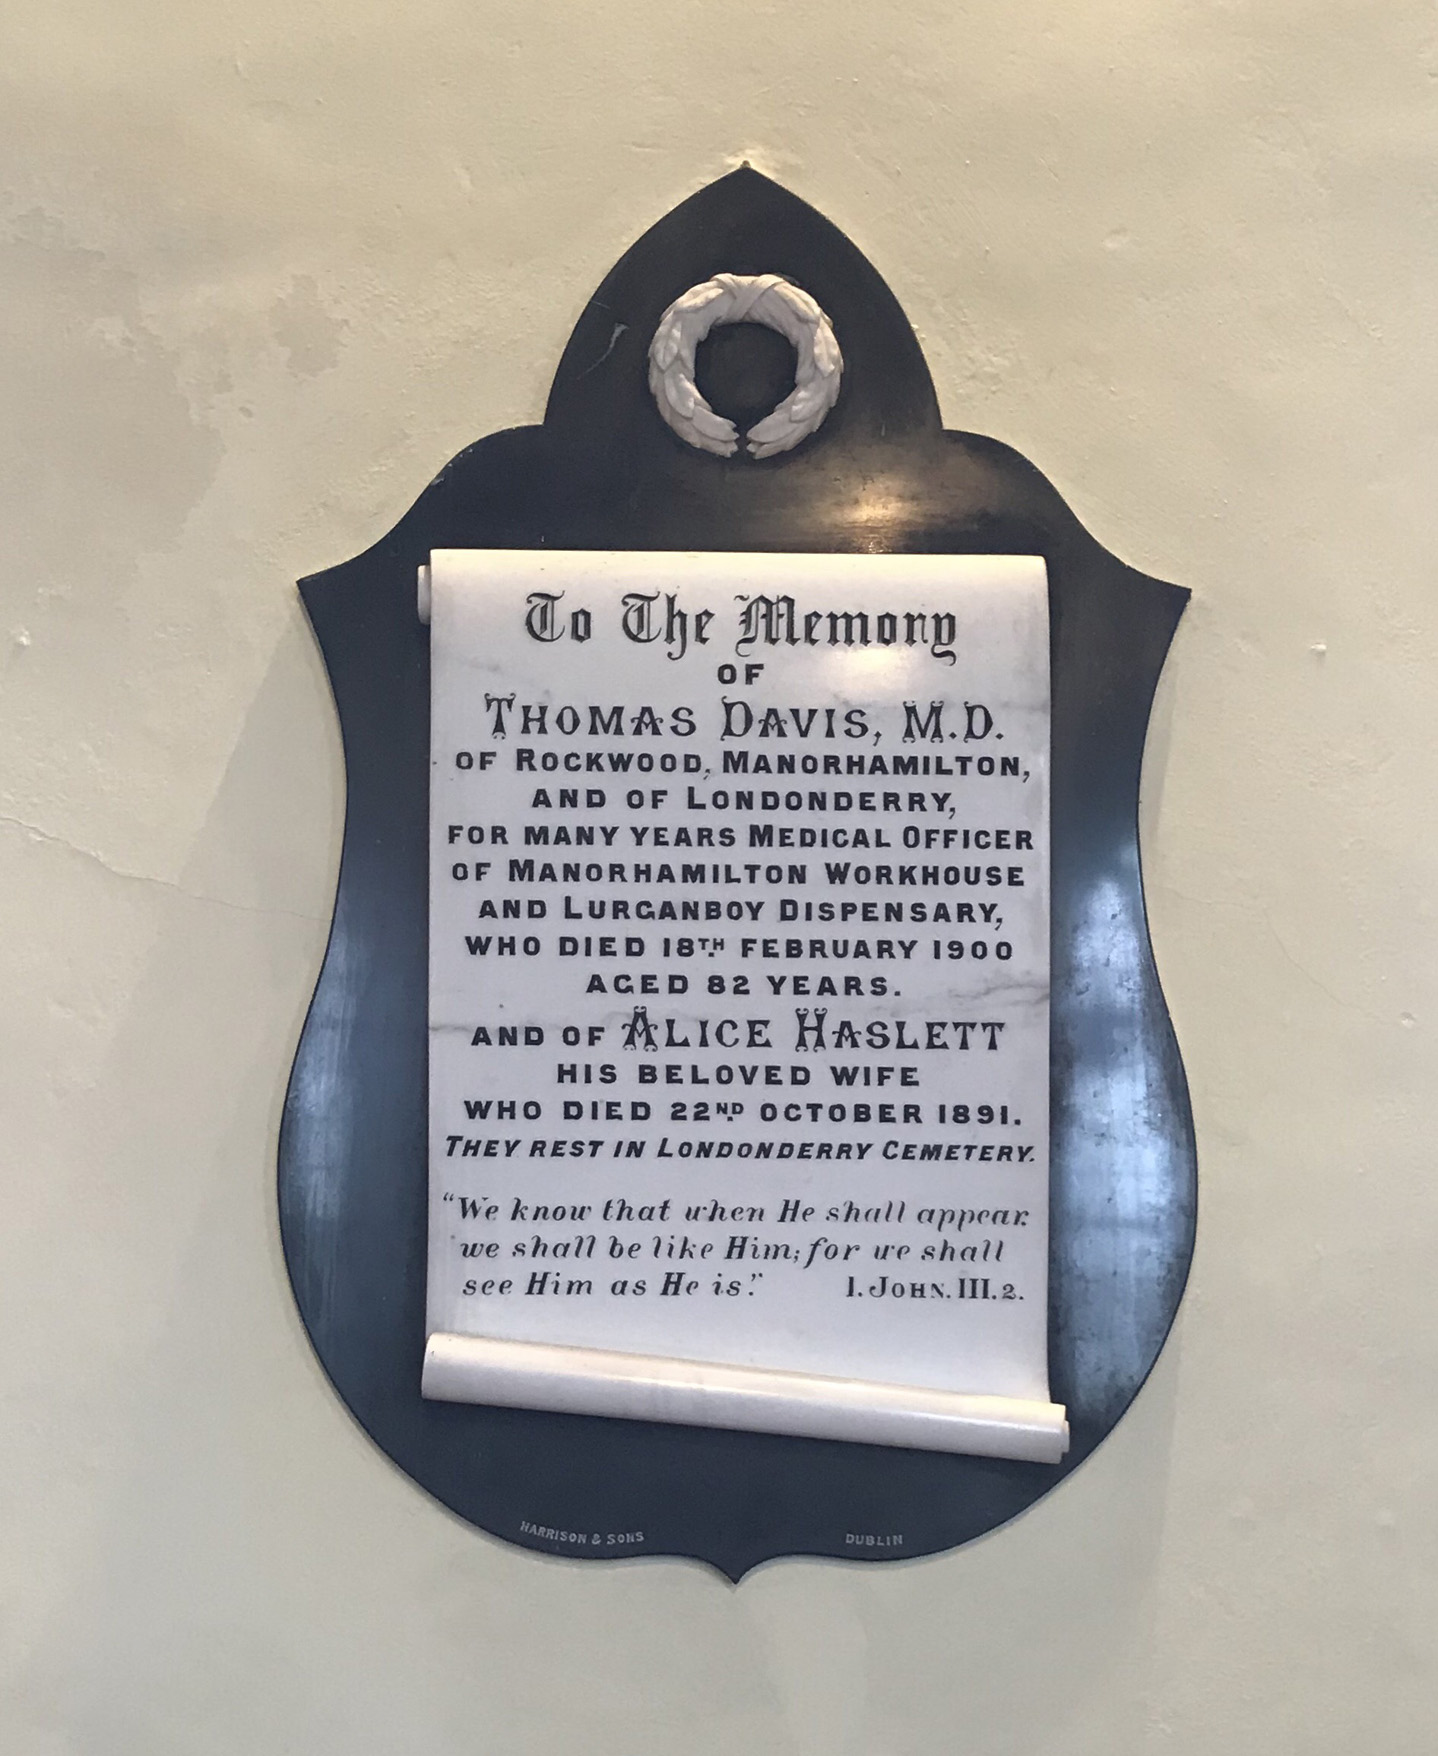 To The Memory
OF
THOMAS DAVIS, M.D.
OF ROCKWOOD, MANORHAMILTON,
AND OF LONDONDERRY,
FOR MANY YEARS MEDICAL OFFICER
OF MANORHAMILTON WORKHOUSE
AND LURGANBOY DISPENSARY,
WHO DIED 18TH FEBRUARY 1900
AGED 82 YEARS.
AND OF ALICE HASLETT
HIS BELOVED WIFE
WHO DIED 22ND OCTOBER 1891.
THEY REST IN LONDONDERRY CEMETERY.
"We know that when He shall appear
we shall be like Him; for we shall
see Him as He is." I. JOHN. III. 2.
HARRISON & SONS DUBLIN